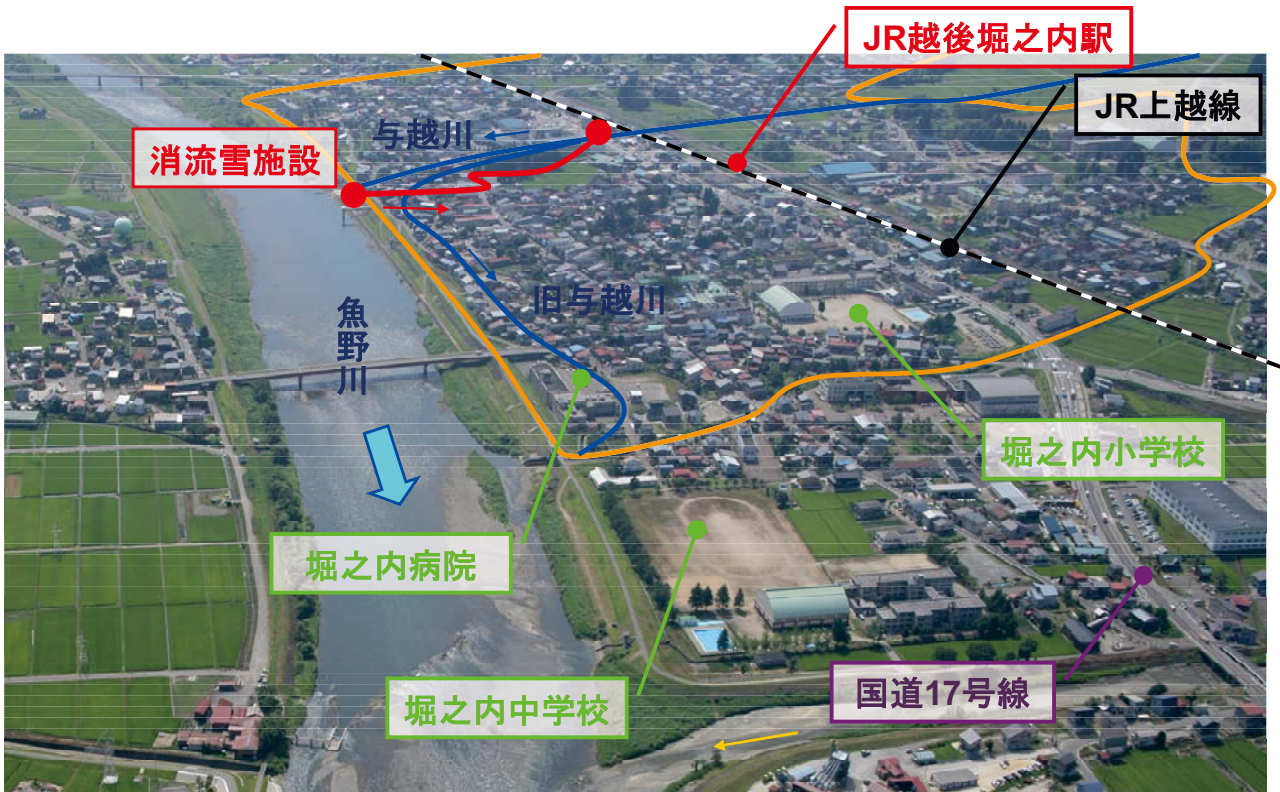 JR越後堀之内駅
JR上越線
与越川
消流雪施設
旧与越川
魚野川
堀之内小学校
堀之内病院
国道17号線
堀之内中学校